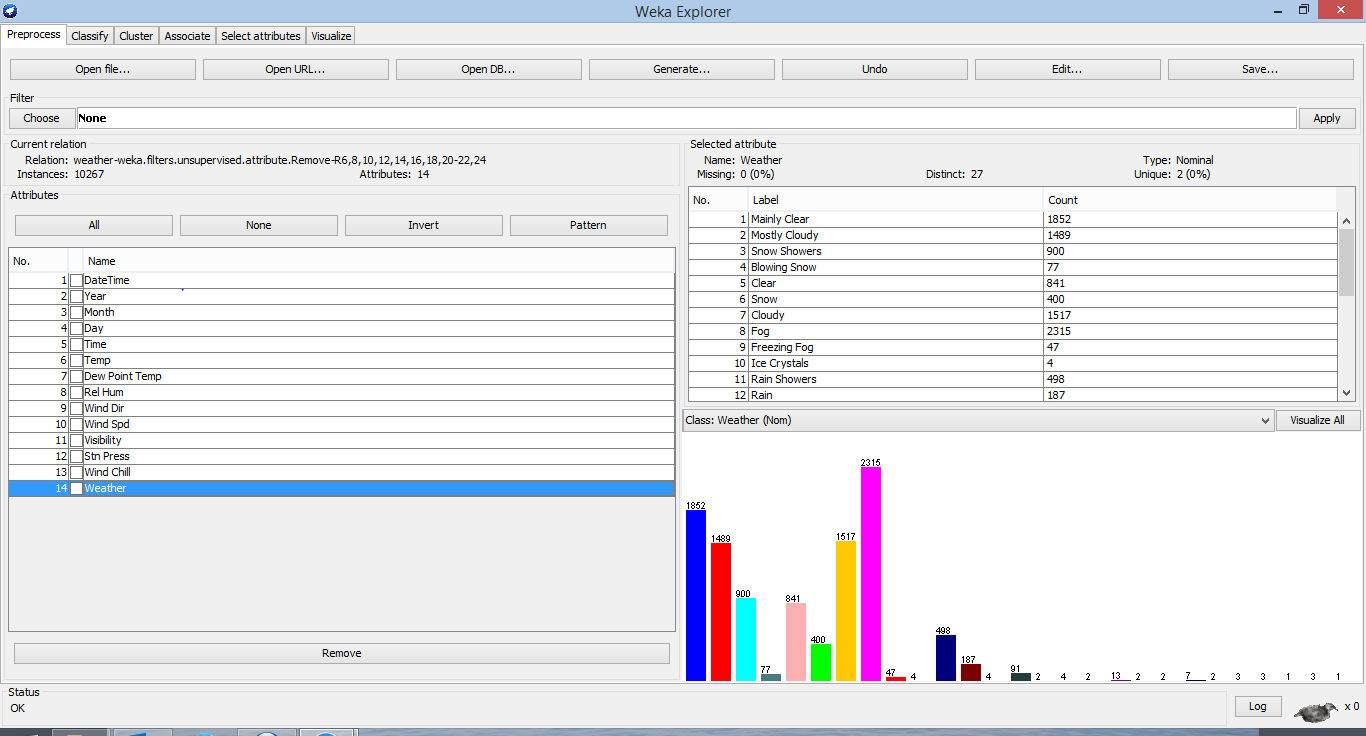 Weka Explorer
Preprocess Classify Cluster Associate Select attributes Visualize
Open file... Open URL... Open DB... Generate... Undo Edit... Save...
Filter
Choose None Apply
Current relation
Relation: weather-weka.filters.unsupervised.attribute.Remove-R6,8,10,12,14,16,18,20-22,24
Instances: 10267 Attributes: 14
Attributes
All None Invert Pattern
No. Name
1 DateTime
2 Year
3 Month
4 Day
5 Time
6 Temp
7 Dew Point Temp
8 Rel Hum
9 Wind Dir
10 Wind Spd
11 Visibility
12 Stn Press
13 Wind Chill
14 Weather
Remove
Selected attribute
Name: Weather Type: Nominal
Missing: 0 (0%) Distinct: 27 Unique: 2 (0%)
No. Label Count
1 Mainly Clear 1852
2 Mostly Cloudy 1489
3 Snow Showers 900
4 Blowing Snow 77
5 Clear 841
6 Snow 400
7 Cloudy 1517
8 Fog 2315
9 Freezing Fog 47
10 Ice Crystals 4
11 Rain Showers 498
12 Rain 187
Class: Weather (Nom) Visualize All
1852 1489 900 77 841 400 1517 2315 47 4 498 187 4 91 2 4 2 13 2 2 7 2 3 3 1 3 1
Status
OK
Log x 0